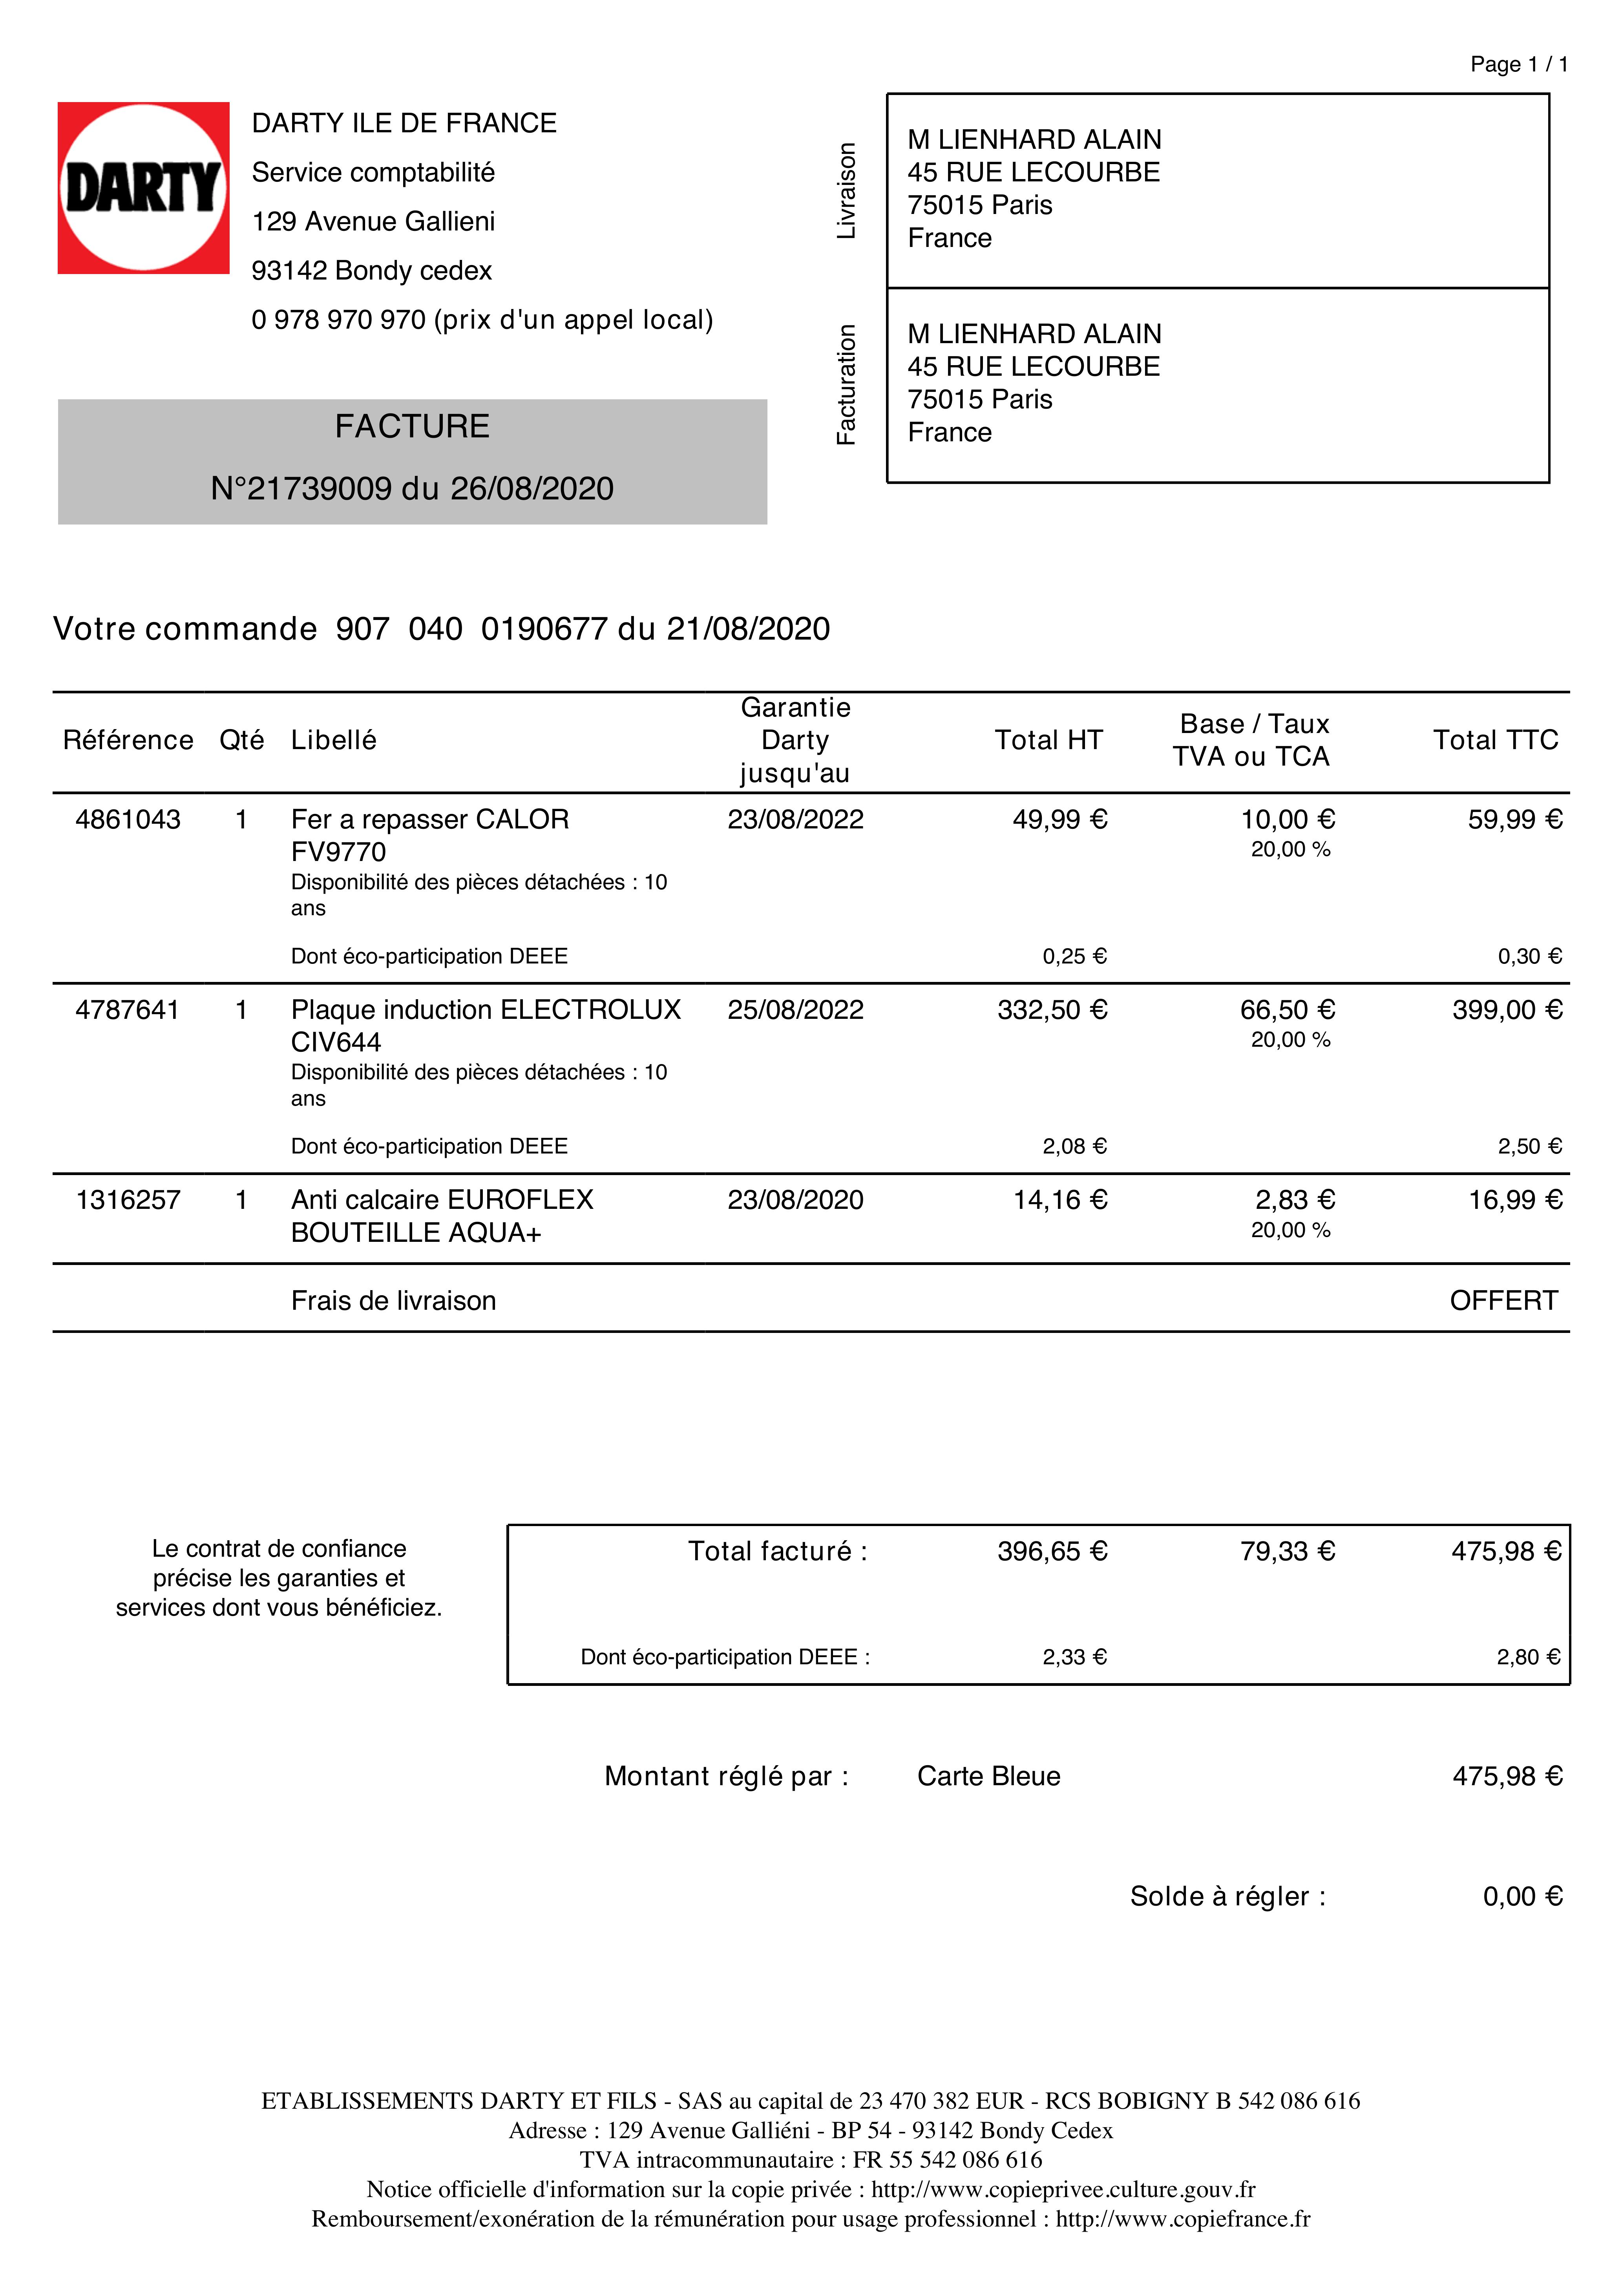 Page 1 / 1
DARTY
DARTY ILE DE FRANCE
Service comptabilité
129 Avenue Gallieni
93142 Bondy cedex
0 978 970 970 (prix d'un appel local)
Livraison
M LIENHARD ALAIN
45 RUE LECOURBE
75015 Paris
France
Facturation
M LIENHARD ALAIN
45 RUE LECOURBE
75015 Paris
France
FACTURE
N°21739009 du 26/08/2020
Votre commande 907 040 0190677 du 21/08/2020
Référence Qté Libellé Garantie Darty jusqu'au Total HT Base / Taux TVA ou TCA Total TTC
4861043 1 Fer a repasser CALOR 23/08/2022 49,99 € 10,00 € 59,99 €
FV9770 20,00 %
Disponibilité des pièces détachées : 10
ans
Dont éco-participation DEEE 0,25 € 0,30 €
4787641 1 Plaque induction ELECTROLUX 25/08/2022 332,50 € 66,50 € 399,00 €
CIV644 20,00 %
Disponibilité des pièces détachées : 10
ans
Dont éco-participation DEEE 2,08 € 2,50 €
1316257 1 Anti calcaire EUROFLEX 23/08/2020 14,16 € 2,83 € 16,99 €
BOUTEILLE AQUA+ 20,00 %
Frais de livraison OFFERT
Le contrat de confiance
précise les garanties et
services dont vous bénéficiez.
Total facturé : 396,65 € 79,33 € 475,98 €
Dont éco-participation DEEE : 2,33 € 2,80 €
Montant réglé par : Carte Bleue 475,98 €
Solde à régler : 0,00 €
ETABLISSEMENTS DARTY ET FILS - SAS au capital de 23 470 382 EUR - RCS BOBIGNY B 542 086 616
Adresse : 129 Avenue Galliéni - BP 54 - 93142 Bondy Cedex
TVA intracommunautaire : FR 55 542 086 616
Notice officielle d'information sur la copie privée : http://www.copieprivee.culture.gouv.fr
Remboursement/exonération de la rémunération pour usage professionnel : http://www.copiefrance.fr